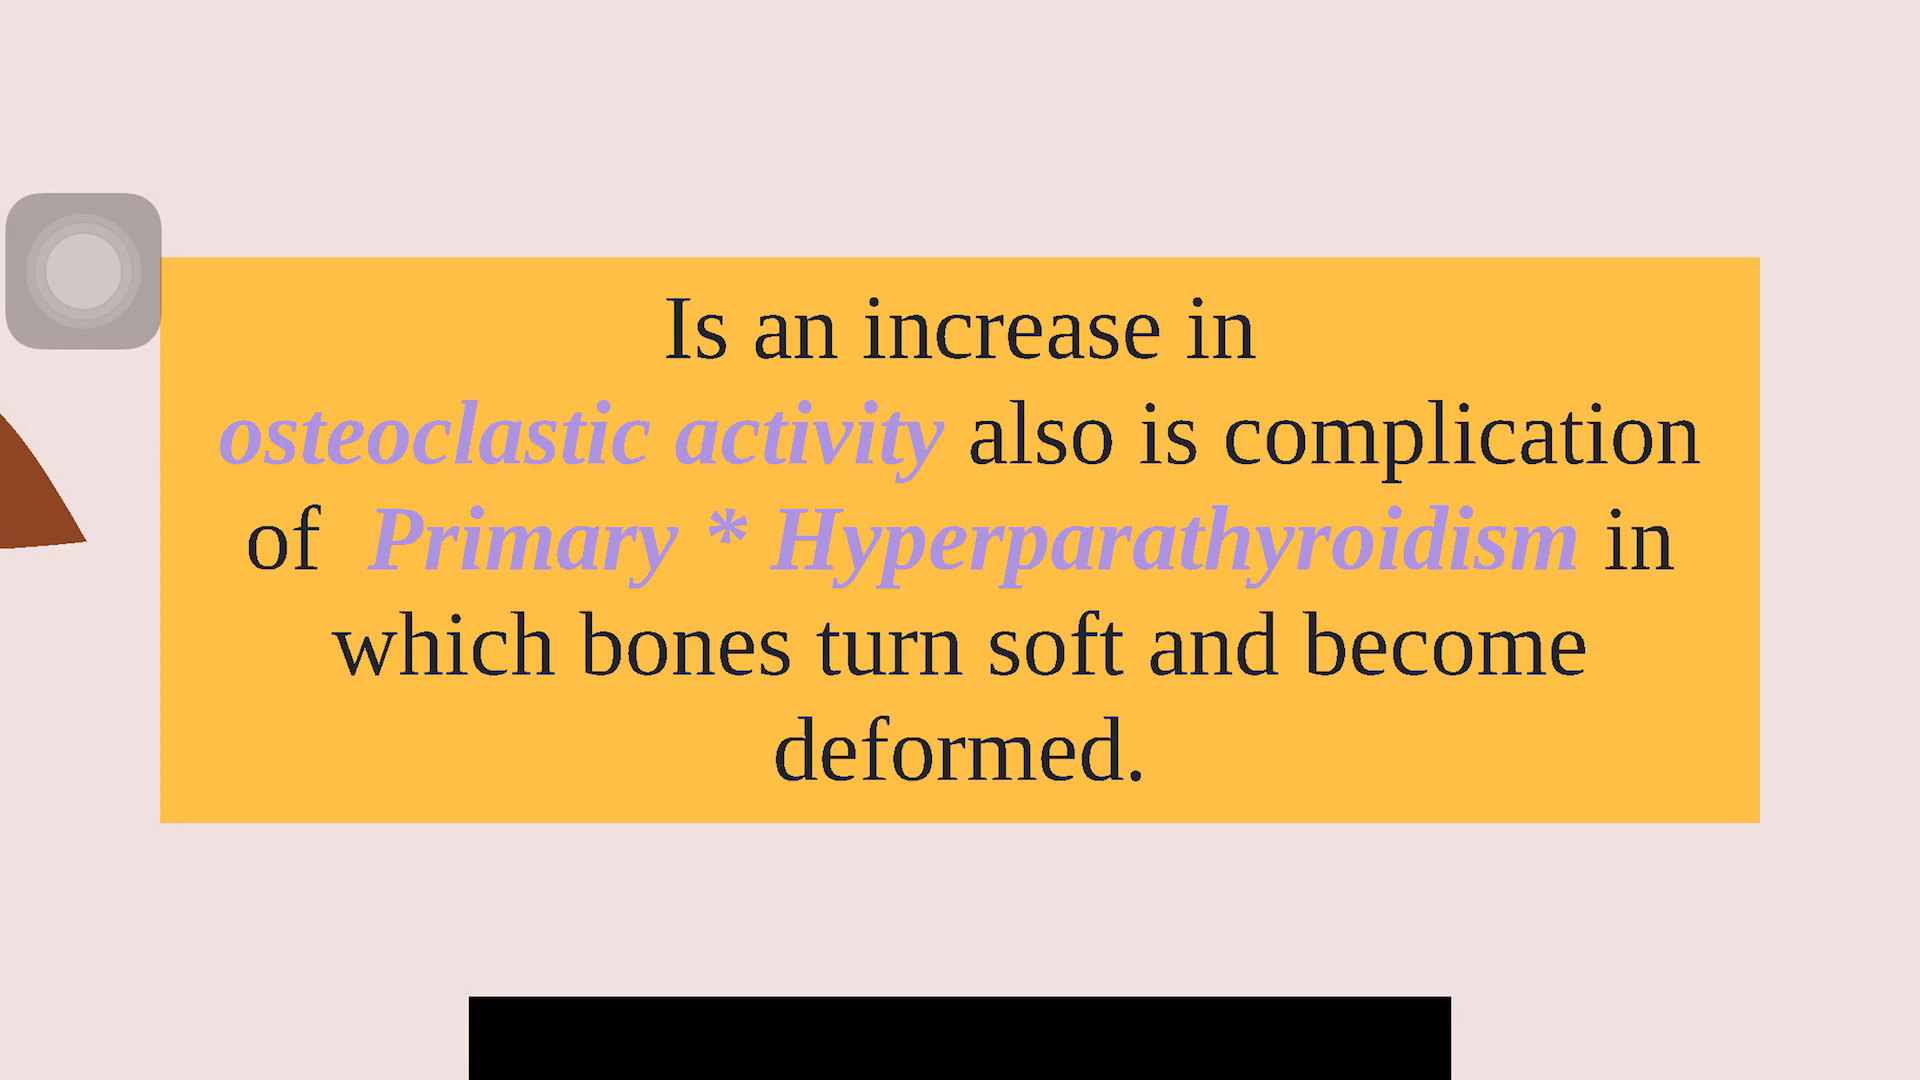 Is an increase in
osteoclastic activity also is complication
of Primary * Hyperparathyroidism in
which bones turn soft and become
deformed.